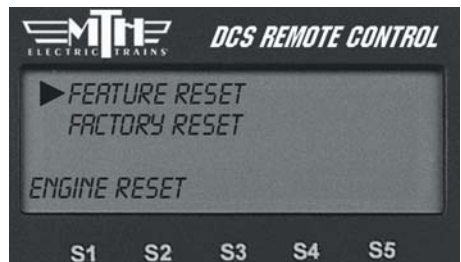 MTH DCS REMOTE CONTROL
ELECTRIC TRAINS
FEATURE RESET
FACTORY RESET
ENGINE RESET
S1 S2 S3 S4 S5